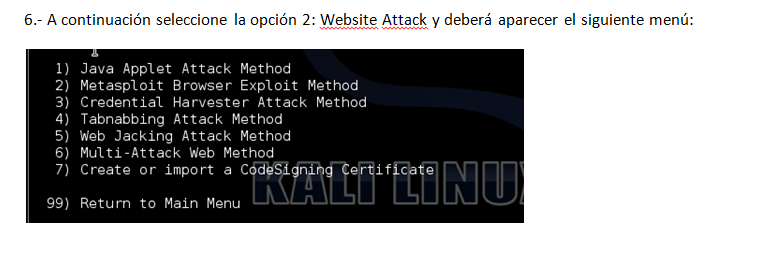 6.- A continuación seleccione la opción 2: Website Attack y deberá aparecer el siguiente menú:
1) Java Applet Attack Method
2) Metasploit Browser Exploit Method
3) Credential Harvester Attack Method
4) Tabnabbing Attack Method
5) Web Jacking Attack Method
6) Multi-Attack Web Method
7) Create or import a CodeSigning Certificate
KALI LINUX
99) Return to Main Menu